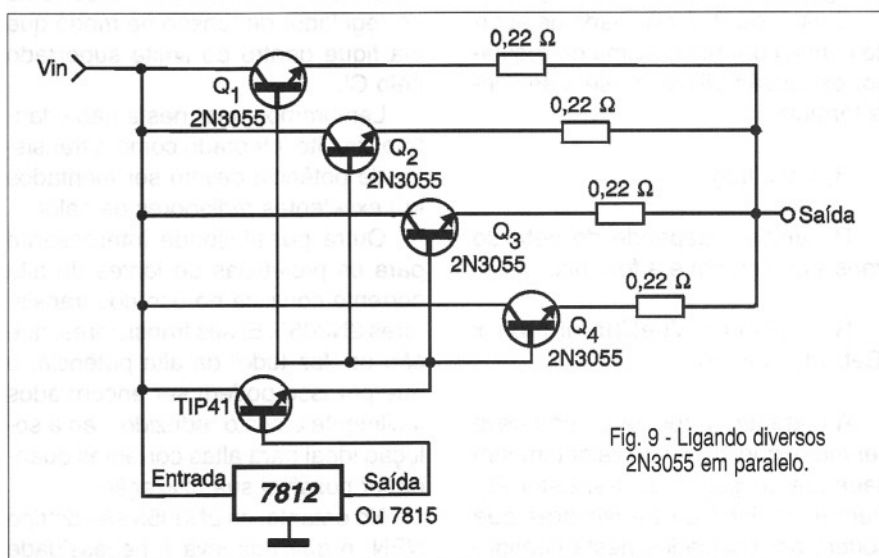 0,22 Ω
Vin
Q1
2N3055
0,22 Ω
Q2
2N3055
0,22 Ω
Saída
Q3
2N3055
0,22 Ω
Q4
2N3055
TIP41
Fig. 9 - Ligando diversos
2N3055 em paralelo.
Entrada
7812
Saída
Ou 7815